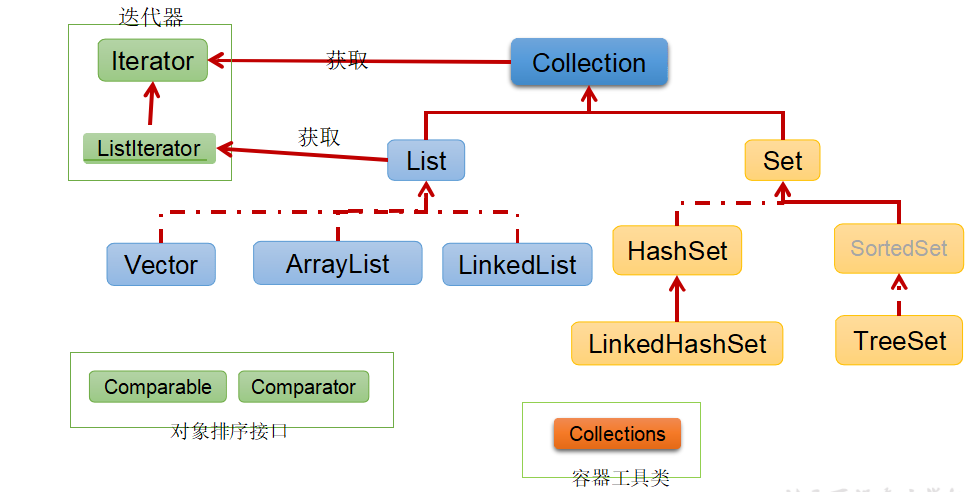 迭代器
Iterator
获取
Collection
ListIterator
获取
List
Set
Vector
ArrayList
LinkedList
HashSet
SortedSet
LinkedHashSet
TreeSet
Comparable
Comparator
对象排序接口
Collections
容器工具类